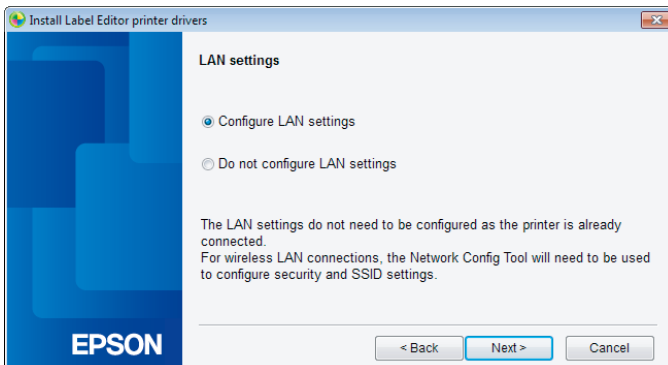 Install Label Editor printer drivers
LAN settings
Configure LAN settings
Do not configure LAN settings
The LAN settings do not need to be configured as the printer is already
connected.
For wireless LAN connections, the Network Config Tool will need to be used
to configure security and SSID settings.
EPSON
< Back
Next >
Cancel